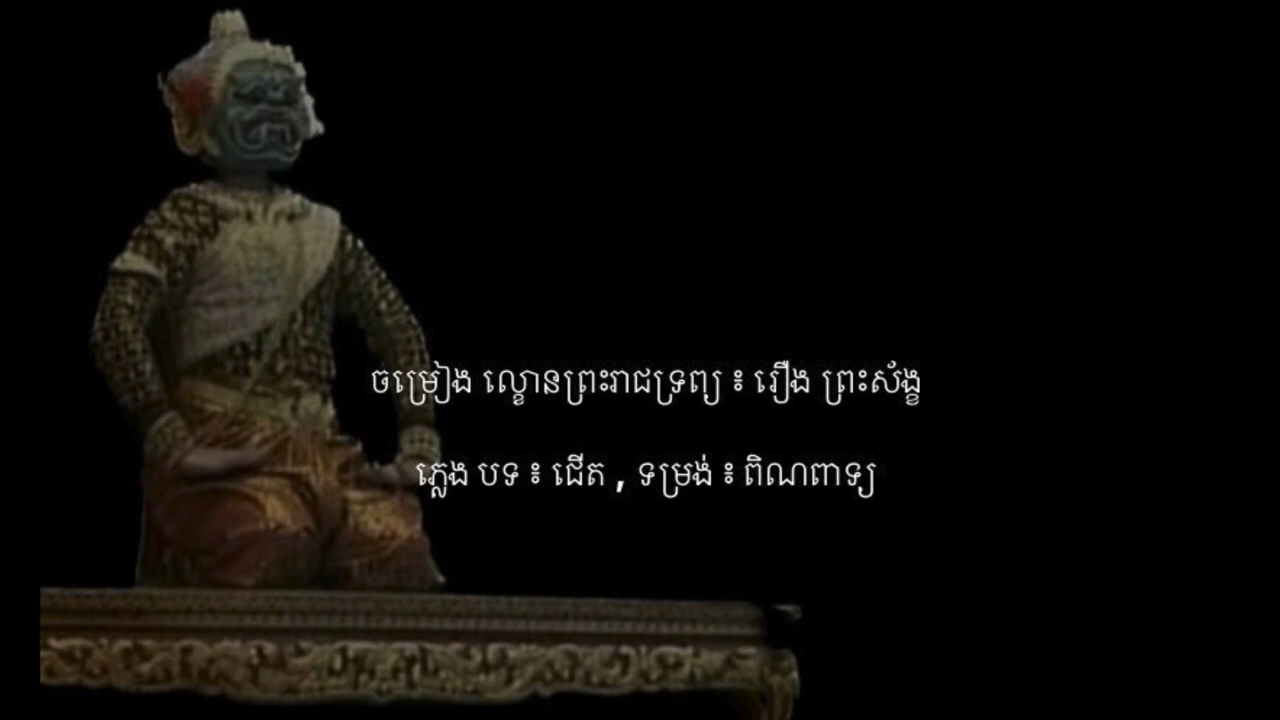 ចម្រៀង ល្ខោនព្រះរាជទ្រព្យ ៖ រឿង ព្រះស័ង្ខ
ភ្លេង បទ ៖ ជើត , ទម្រង់ ៖ ពិណពាទ្យ